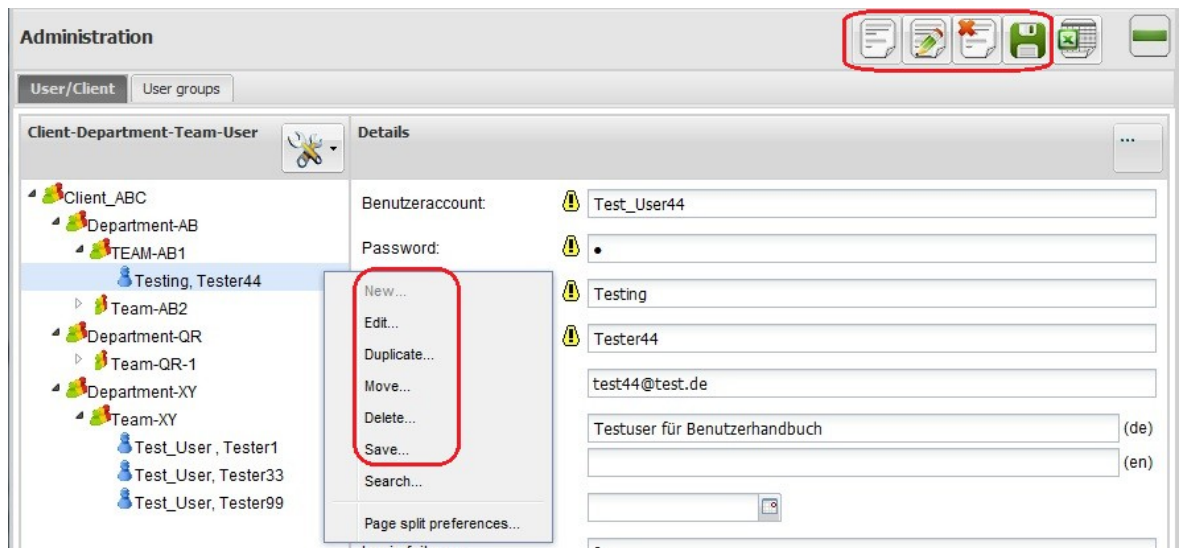 Administration
User/Client User groups
Client-Department-Team-User
Details
...
Client_ABC
Department-AB
TEAM-AB1
Testing, Tester44
Team-AB2
Department-QR
Team-QR-1
Department-XY
Team-XY
Test_User , Tester1
Test_User, Tester33
Test_User, Tester99
New...
Edit...
Duplicate...
Move...
Delete...
Save...
Search...
Page split preferences...
Benutzeraccount: Test_User44
Password: •
Testing
Tester44
test44@test.de
Testuser für Benutzerhandbuch (de)
(en)